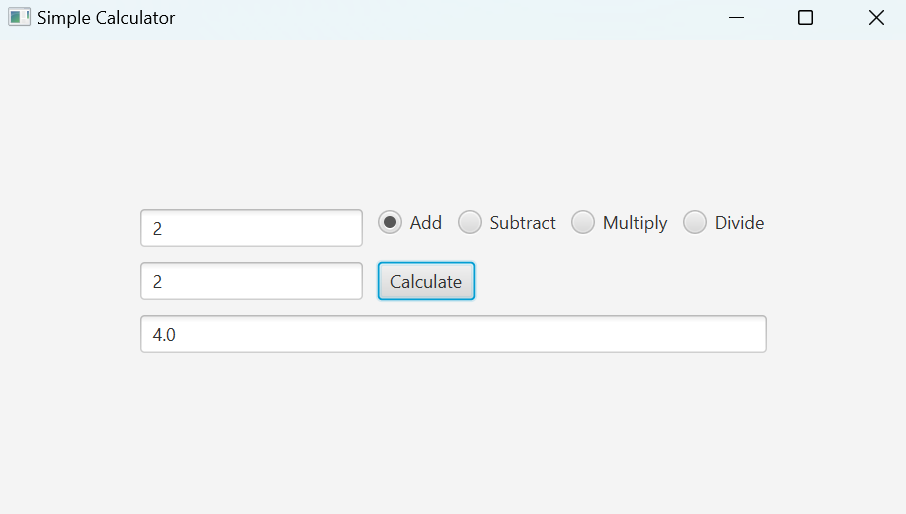 Simple Calculator
2 Add Subtract Multiply Divide
2 Calculate
4.0